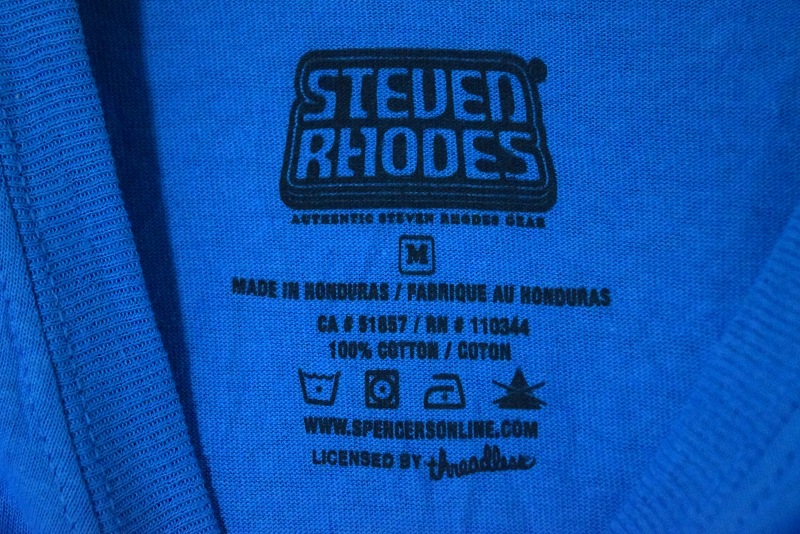 STEVEN
RHODES
AUTHENTIC STEVEN RHODES GEAR
M
MADE IN HONDURAS / FABRIQUE AU HONDURAS
CA # 51657 / RN # 110344
100% COTTON / COTON
WWW.SPENCERSONLINE.COM
LICENSED BY threadless